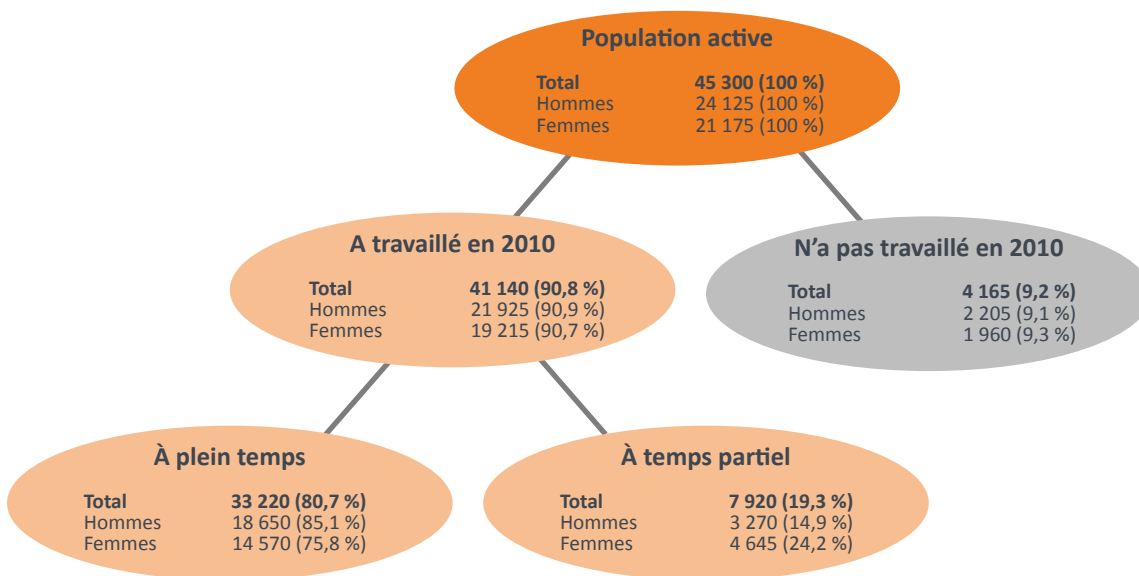 Population active
Total 45 300 (100 %)
Hommes 24 125 (100 %)
Femmes 21 175 (100 %)
A travaillé en 2010
Total 41 140 (90,8 %)
Hommes 21 925 (90,9 %)
Femmes 19 215 (90,7 %)
N'a pas travaillé en 2010
Total 4 165 (9,2 %)
Hommes 2 205 (9,1 %)
Femmes 1 960 (9,3 %)
À plein temps
Total 33 220 (80,7 %)
Hommes 18 650 (85,1 %)
Femmes 14 570 (75,8 %)
À temps partiel
Total 7 920 (19,3 %)
Hommes 3 270 (14,9 %)
Femmes 4 645 (24,2 %)